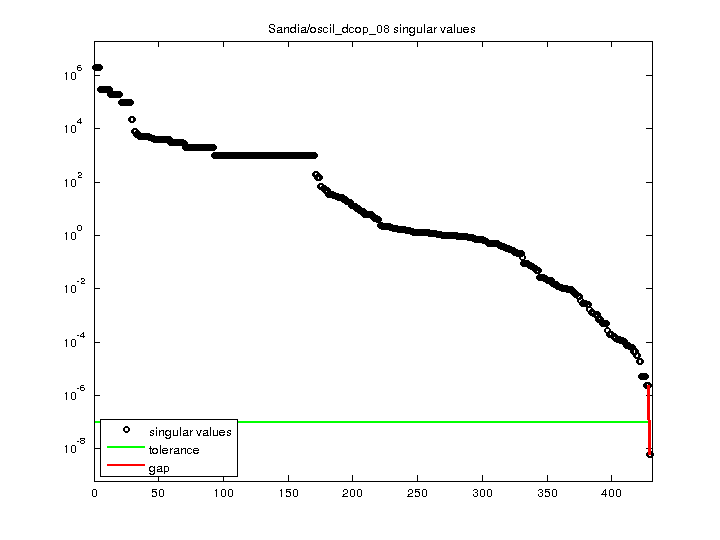 Sandia/oscil_dcop_08 singular values
10^6
10^4
10^2
10^0
10^-2
10^-4
10^-6
10^-8
singular values
tolerance
gap
0 50 100 150 200 250 300 350 400